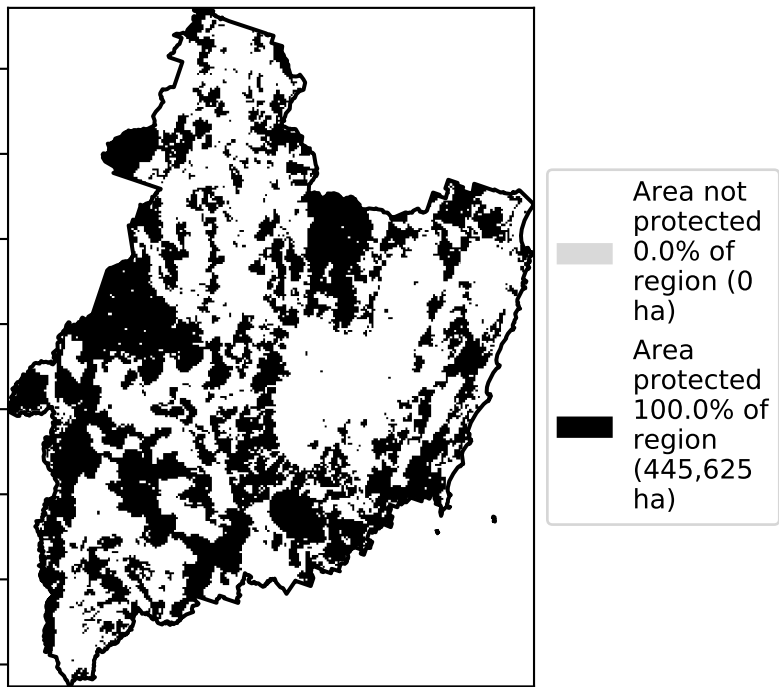 Area not
protected
0.0% of
region (0
ha)
Area
protected
100.0% of
region
(445,625
ha)